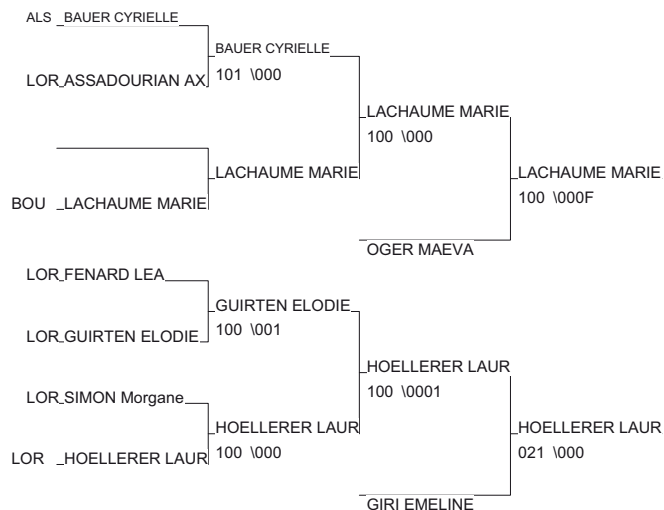 ALS BAUER CYRIELLE
BAUER CYRIELLE
LOR ASSADOURIAN AX
101 \000
LACHAUME MARIE
100 \000
LACHAUME MARIE
LACHAUME MARIE
100 \000F
BOU LACHAUME MARIE
OGER MAEVA
LOR FENARD LEA
GUIRTEN ELODIE
100 \001
LOR GUIRTEN ELODIE
HOELLERER LAUR
100 \0001
LOR SIMON Morgane
HOELLERER LAUR
100 \000
HOELLERER LAUR
021 \000
LOR HOELLERER LAUR
GIRI EMELINE